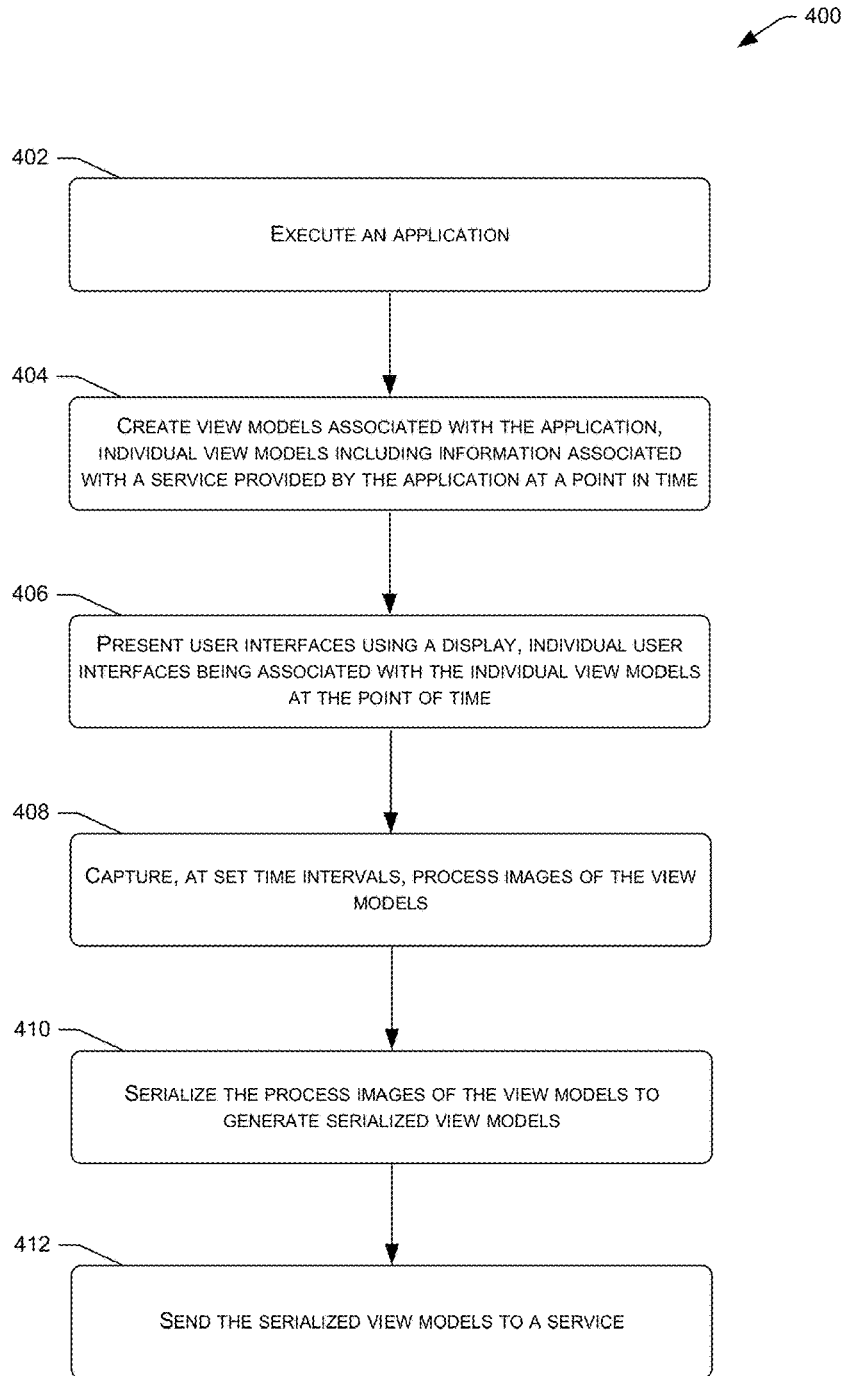 400
402
EXECUTE AN APPLICATION
404
CREATE VIEW MODELS ASSOCIATED WITH THE APPLICATION,
INDIVIDUAL VIEW MODELS INCLUDING INFORMATION ASSOCIATED
WITH A SERVICE PROVIDED BY THE APPLICATION AT A POINT IN TIME
406
PRESENT USER INTERFACES USING A DISPLAY, INDIVIDUAL USER
INTERFACES BEING ASSOCIATED WITH THE INDIVIDUAL VIEW MODELS
AT THE POINT OF TIME
408
CAPTURE, AT SET TIME INTERVALS, PROCESS IMAGES OF THE VIEW
MODELS
410
SERIALIZE THE PROCESS IMAGES OF THE VIEW MODELS TO
GENERATE SERIALIZED VIEW MODELS
412
SEND THE SERIALIZED VIEW MODELS TO A SERVICE